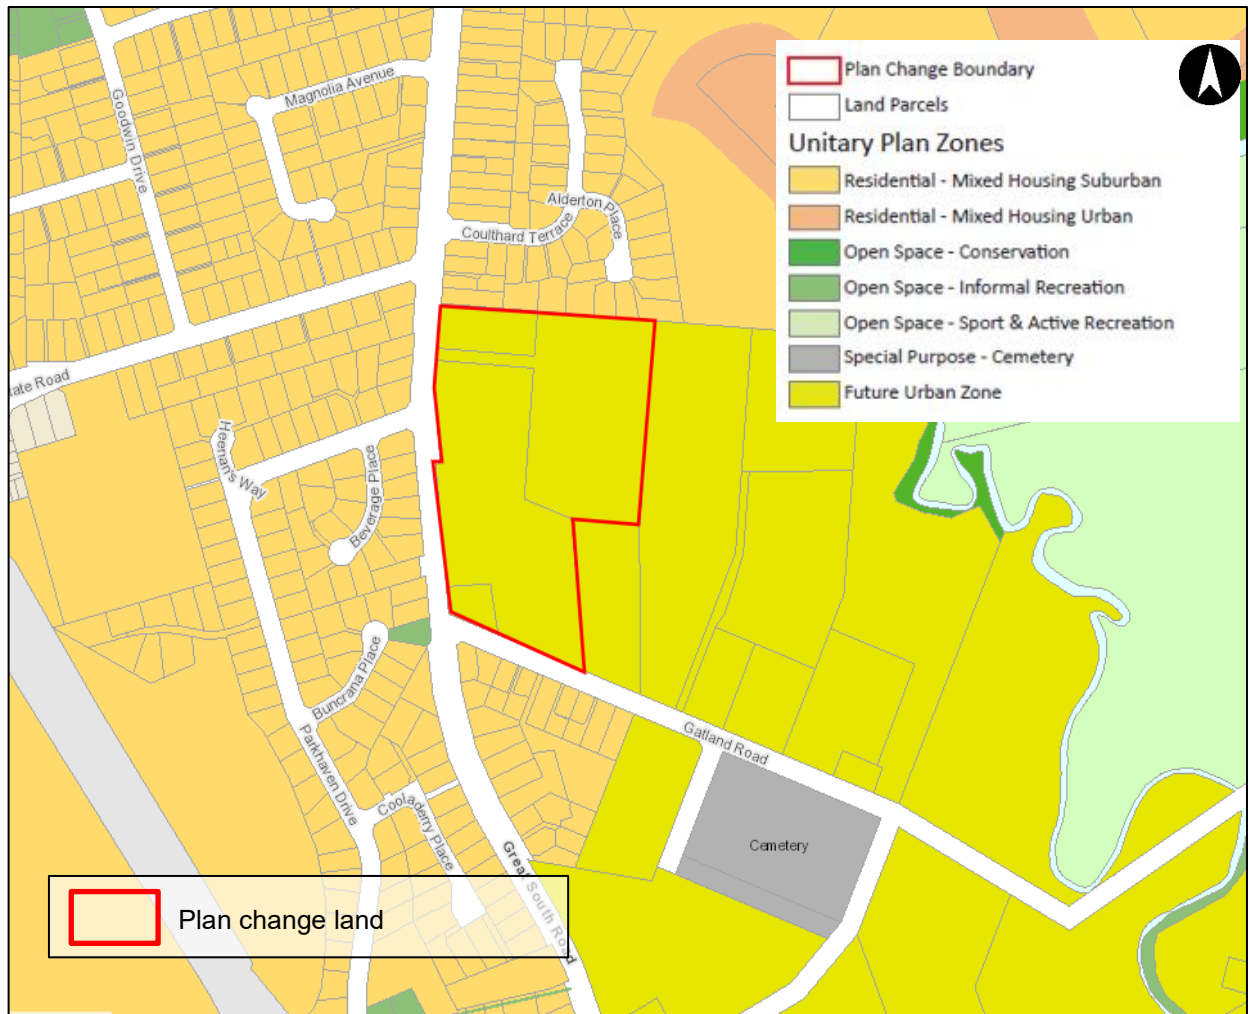 Plan Change Boundary
Land Parcels
Unitary Plan Zones
Residential - Mixed Housing Suburban
Residential - Mixed Housing Urban
Open Space - Conservation
Open Space - Informal Recreation
Open Space - Sport & Active Recreation
Special Purpose - Cemetery
Future Urban Zone
Magnolia Avenue
Goodwin Drive
Alderton Place
Coulthard Terrace
tate Road
Heenan's Way
Beverage Place
Buncrana Place
Parkhaven Drive
Gatland Road
Cooladerry Place
Cemetery
Great South Road
Plan change land